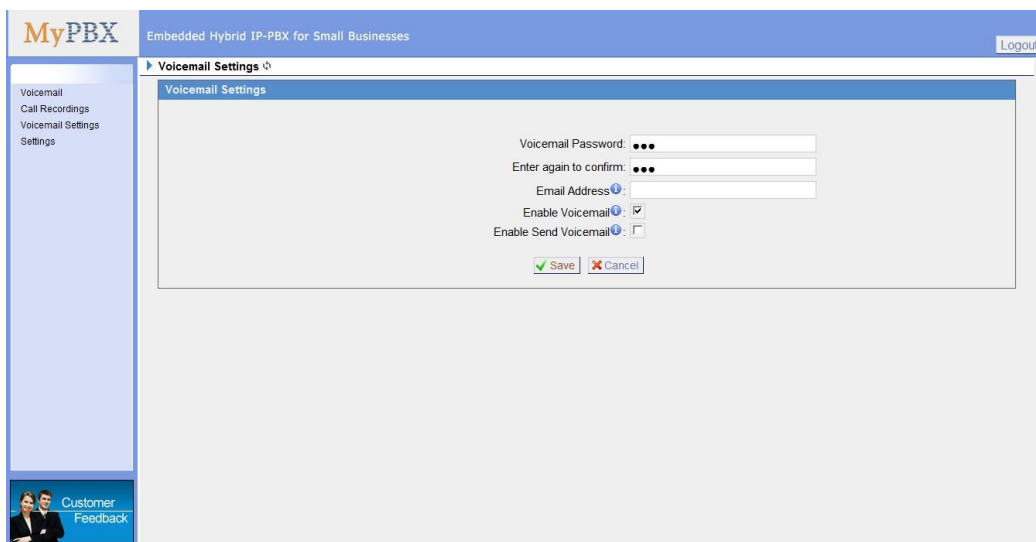 MyPBX
Embedded Hybrid IP-PBX for Small Businesses
Logout
Voicemail Settings
Voicemail
Call Recordings
Voicemail Settings
Settings
Voicemail Settings
Voicemail Password: •••
Enter again to confirm: •••
Email Address :
Enable Voicemail :
Enable Send Voicemail :
Save
Cancel
Customer
Feedback